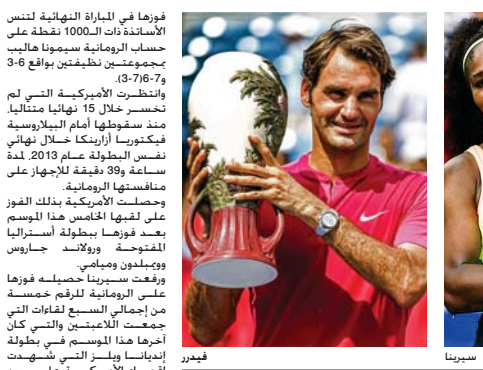 فوزها في المباراة النهائية لتنس
الأساتذة ذات الـ1000 نقطة على
حساب الرومانية سيمونا هاليب
بمجموعتين نظيفتين بواقع 6-3
و7-6(7-3).
وانتظرت الأميركية التي لم
تخسر خلال 15 نهائيا متتاليا،
منذ سقوطها أمام البيلاروسية
فيكتوريا أزارينكا خلال نهائي
نفس البطولة عام 2013، لمدة
ساعة و39 دقيقة للإجهاز على
منافستها الرومانية.
وحصلت الأمريكية بذلك الفوز
على لقبها الخامس هذا الموسم
بعد فوزها ببطولة أستراليا
المفتوحة ورولاند جاروس
وويمبلدون وميامي.
ورفعت سيرينا حصيله فوزها
على الرومانية للرقم خمسة
من إجمالي السبع لقاءات التي
جمعت اللاعبتين والتي كان
آخرها هذا الموسم في بطولة
إنديانا ويلز التي شهدت
فيدرر
سيرينا